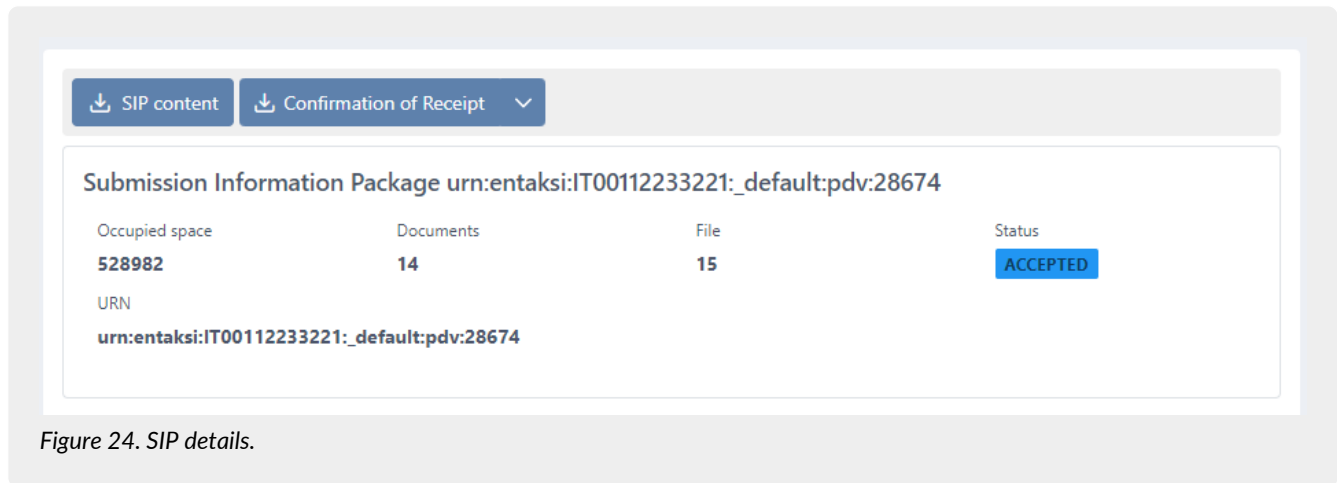 SIP content Confirmation of Receipt
Submission Information Package urn:entaksi:IT00112233221:_default:pdv:28674
Occupied space Documents File Status
528982 14 15 ACCEPTED
URN
urn:entaksi:IT00112233221:_default:pdv:28674
Figure 24. SIP details.